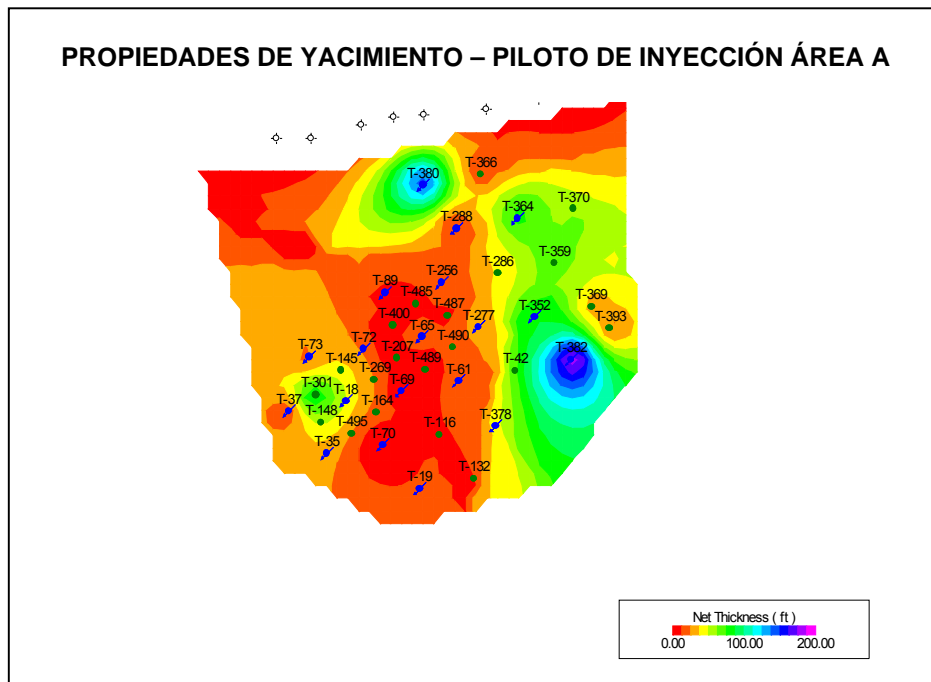 PROPIEDADES DE YACIMIENTO – PILOTO DE INYECCIÓN ÁREA A
T-366
T-380
T-370
T-364
T-288
T-359
T-286
T-256
T-89
T-485
T-369
T-352
T-487
T-400
T-277
T-393
T-65
T-72
T-490
T-73
T-207
T-382
T-145
T-42
T-489
T-269
T-61
T-301
T-69
T-18
T-37
T-164
T-148
T-378
T-495
T-116
T-70
T-35
T-132
T-19
Net Thickness ( ft )
0.00 100.00 200.00